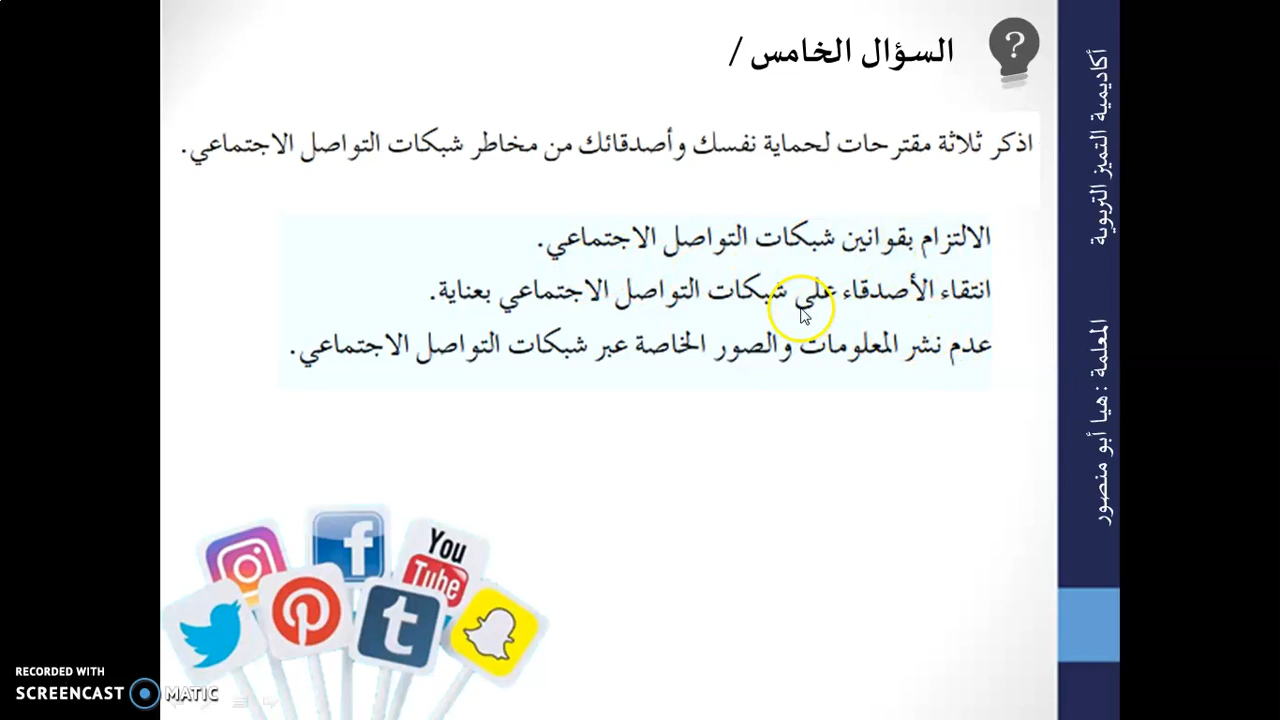 السؤال الخامس /
?
اذكر ثلاثة مقترحات لحماية نفسك وأصدقائك من مخاطر شبكات التواصل الاجتماعي.
الالتزام بقوانين شبكات التواصل الاجتماعي.
انتقاء الأصدقاء على شبكات التواصل الاجتماعي بعناية.
عدم نشر المعلومات والصور الخاصة عبر شبكات التواصل الاجتماعي.
أكاديمية التميز التربوية
المعلمة : هيا أبو منصور
f
You
Tube
t
RECORDED WITH
SCREENCAST MATIC